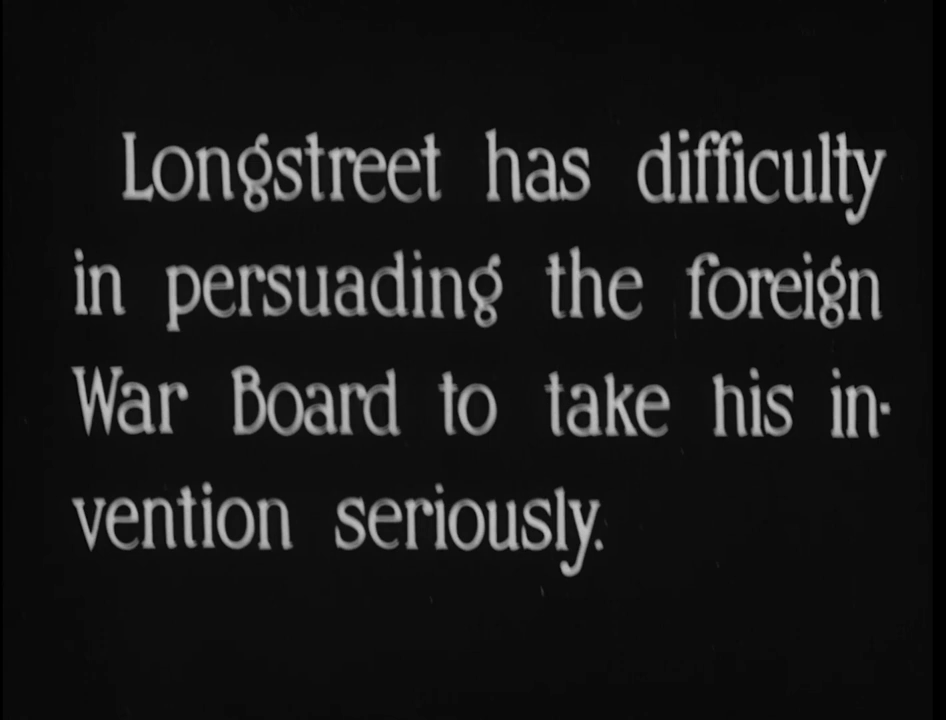 Longstreet has difficulty
in persuading the foreign
War Board to take his in-
vention seriously.